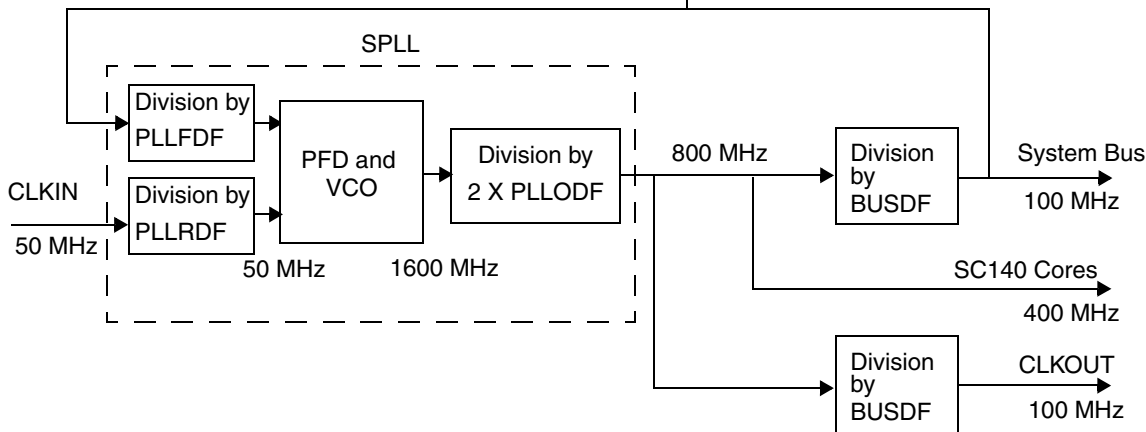 SPLL
Division by
PLLFDF
PFD and
VCO
Division by
2 X PLLODF
800 MHz
Division
by
BUSDF
System Bus
100 MHz
CLKIN
50 MHz
Division by
PLLRDF
50 MHz
1600 MHz
SC140 Cores
400 MHz
Division
by
BUSDF
CLKOUT
100 MHz